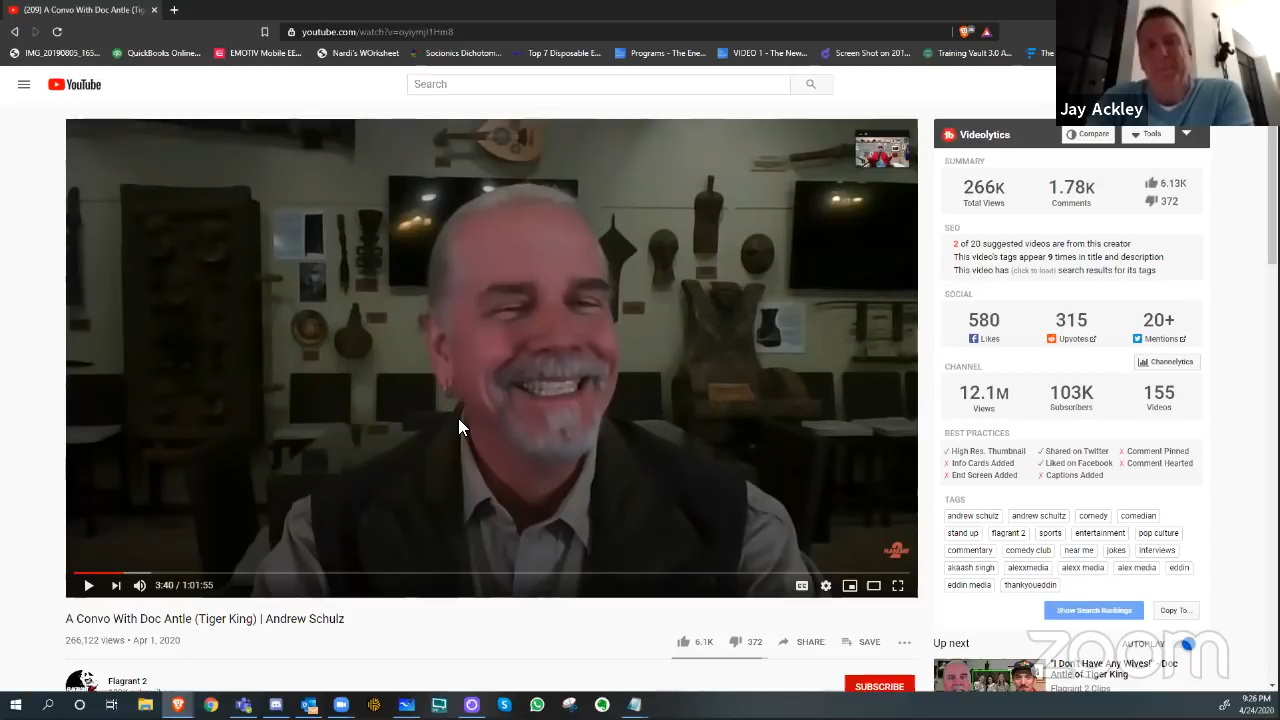 (209) A Convo With Doc Antle (Tig
youtube.com/watch?v=oyiymjI1Hm8
IMG_20190805_165...
QuickBooks Online...
EMOTIV Mobile EE...
Nardi's WOrksheet
Socionics Dichotom...
Top 7 Disposable E...
Programs - The Ene...
VIDEO 1 - The New...
Screen Shot on 201...
Training Vault 3.0 A...
The
Jay Ackley
YouTube
Search
Videolytics
Compare
Tools
SUMMARY
266K
1.78K
6.13K
Total Views
Comments
372
SEO
2 of 20 suggested videos are from this creator
This video's tags appear 9 times in title and description
This video has (click to load) search results for its tags
SOCIAL
580
315
20+
Likes
Upvotes
Mentions
Channelytics
CHANNEL
12.1M
103K
155
Views
Subscribers
Videos
BEST PRACTICES
✓ High Res. Thumbnail ✓ Shared on Twitter ✗ Comment Pinned
✗ Info Cards Added ✓ Liked on Facebook ✗ Comment Hearted
✗ End Screen Added ✗ Captions Added
TAGS
andrew schulz andrew schultz comedy comedian
stand up flagrant 2 sports entertainment pop culture
commentary comedy club near me jokes interviews
akaash singh alexxmedia alexx media alex media eddin
eddin media thankyoueddin
Show Search Rankings
Copy To...
FLAGRANT 2
3:40 / 1:01:55
CC
A Convo With Doc Antle (Tiger King) | Andrew Schulz
266,122 views • Apr 1, 2020
6.1K
372
SHARE
SAVE
Flagrant 2
SUBSCRIBE
Up next
AUTOPLAY
zoom
"I Don't Have Any Wives!" - Doc
Antle of Tiger King
Flagrant 2 Clips
9:26 PM
4/24/2020